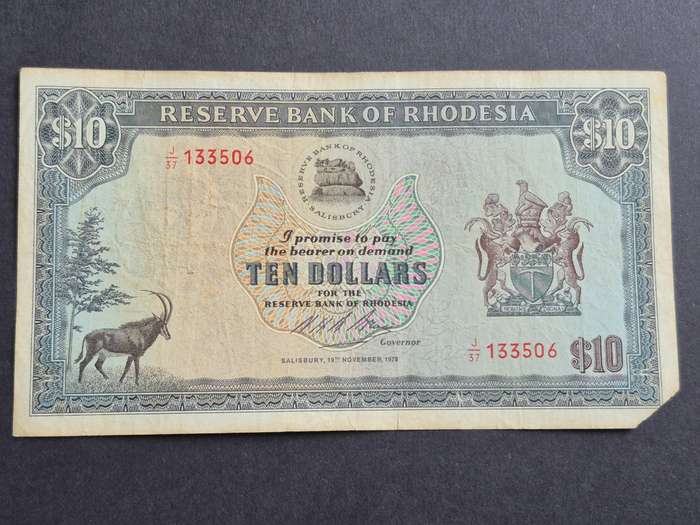 RESERVE BANK OF RHODESIA
$10
$10
J/37 133506
RESERVE BANK OF RHODESIA
SALISBURY
I promise to pay
the bearer on demand
TEN DOLLARS
FOR THE
RESERVE BANK OF RHODESIA
Governor
SALISBURY, 19TH NOVEMBER, 1978
J/37 133506
$10